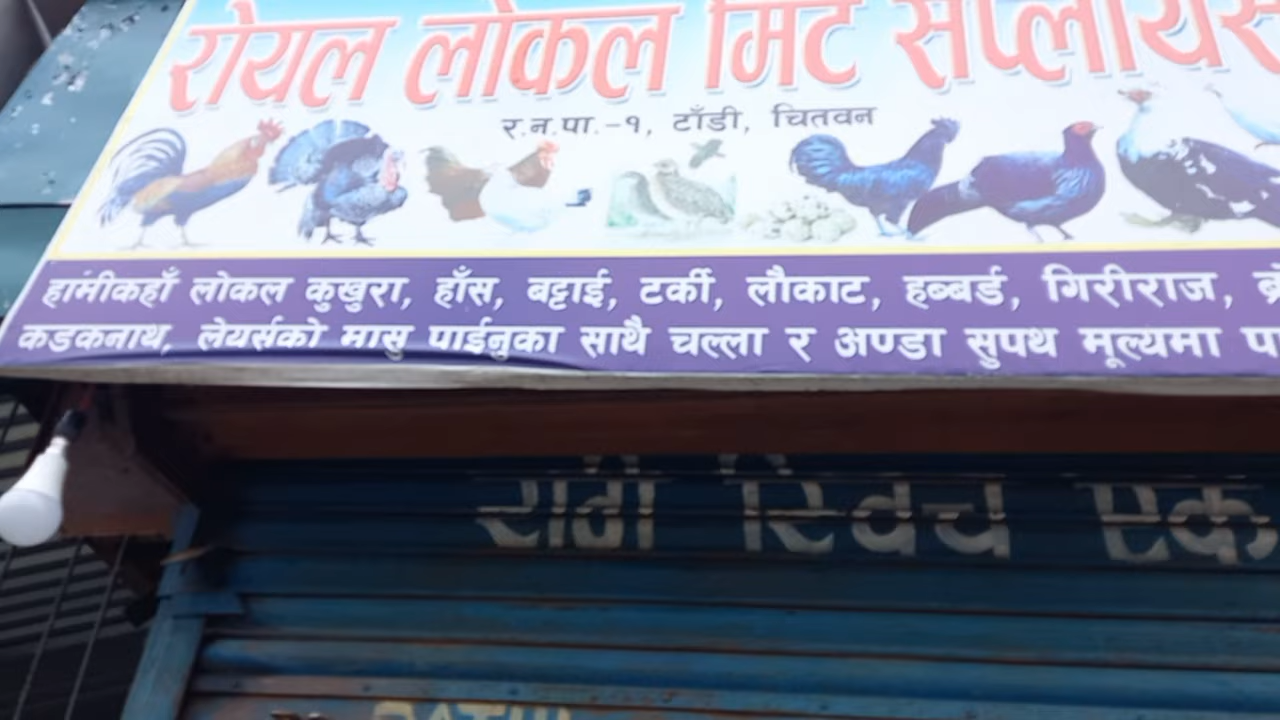 रोयल लोकल मिट सप्लायर्स
र.न.पा.-१, टाँडी, चितवन
हामीकहाँ लोकल कुखुरा, हाँस, बट्टाई, टर्की, लौकाट, हब्बर्ड, गिरीराज,
कडकनाथ, लेयर्सको मासु पाईनुका साथै चल्ला र अण्डा सुपथ मूल्यमा
स्विच एक